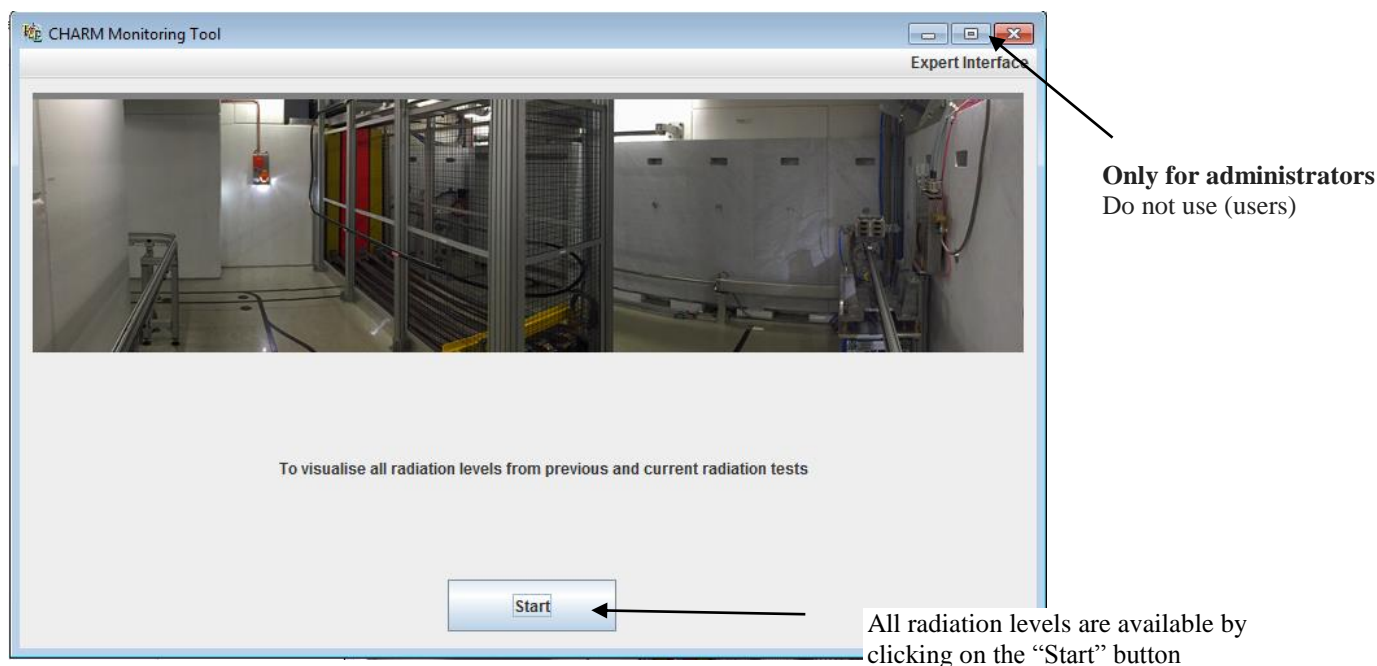 CHARM Monitoring Tool
Expert Interface
Only for administrators
Do not use (users)
To visualise all radiation levels from previous and current radiation tests
Start
All radiation levels are available by
clicking on the “Start” button